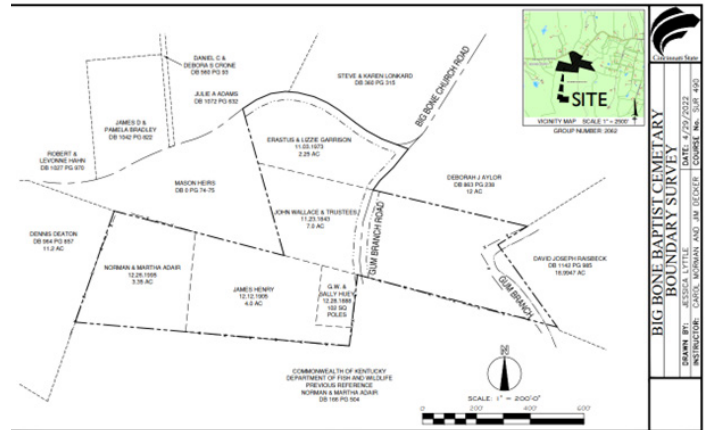 DANIEL C &
DEBORA S CRONE
DB 560 PG 93
STEVE & KAREN LONKARD
DB 360 PG 315
JULIE A ADAMS
DB 1072 PG 632
BIG BONE CHURCH ROAD
JAMES D &
PAMELA BRADLEY
DB 1042 PG 822
ERASTUS & LIZZIE GARRISON
11.03.1973
2.25 AC
ROBERT &
LEVONNE HAHN
DB 1027 PG 970
MASON HEIRS
DB 0 PG 74-75
DEBORAH J AYLOR
DB 863 PG 238
12 AC
JOHN WALLACE & TRUSTEES
11.23.1843
7.0 AC
GUM BRANCH ROAD
DENNIS DEATON
DB 964 PG 857
11.2 AC
NORMAN & MARTHA ADAIR
12.26.1995
3.35 AC
JAMES HENRY
12.12.1905
4.0 AC
G.W. &
SALLY HUEY
12.28.1898
102 SQ
POLES
DAVID JOSEPH RAISBECK
DB 1142 PG 985
18.9947 AC
GUM BRANCH
COMMONWEALTH OF KENTUCKY
DEPARTMENT OF FISH AND WILDLIFE
PREVIOUS REFERENCE
NORMAN & MARTHA ADAIR
DB 166 PG 504
SCALE: 1" = 200'0"
0 200 400 600
SITE
VICINITY MAP SCALE 1" = 2500'
GROUP NUMBER: 2062
Cincinnati State
BIG BONE BAPTIST CEMETARY
BOUNDARY SURVEY
DRAWN BY: JESSICA LYTTLE DATE: 4/29/2022
INSTRUCTOR: CAROL MORMAN AND JIM DECKER COURSE No. SUR 490